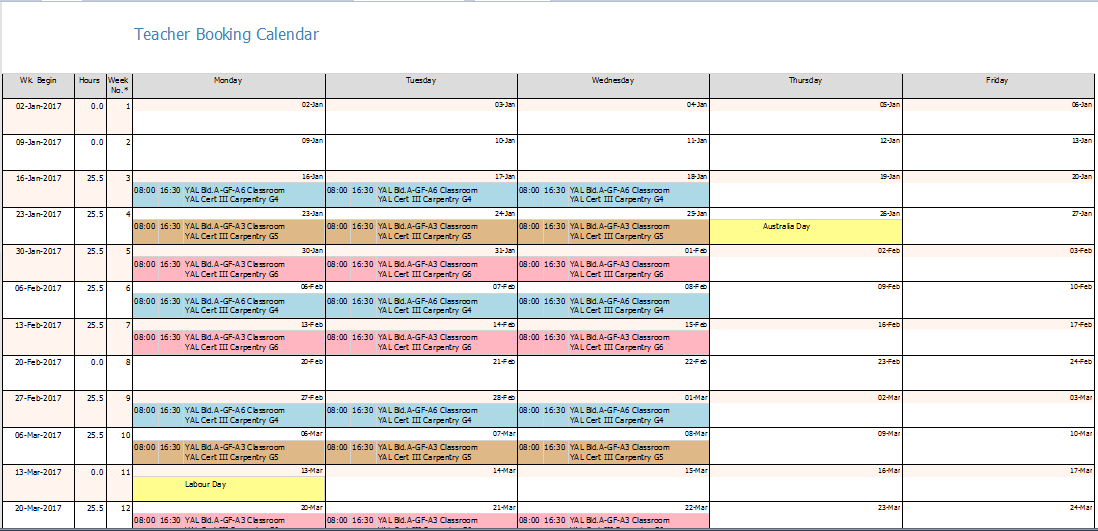 Teacher Booking Calendar
Wk. Begin Hours Week No.* Monday Tuesday Wednesday Thursday Friday
02-Jan-2017 0.0 1 02-Jan 03-Jan 04-Jan 05-Jan 06-Jan
09-Jan-2017 0.0 2 09-Jan 10-Jan 11-Jan 12-Jan 13-Jan
16-Jan-2017 25.5 3 16-Jan 17-Jan 18-Jan 19-Jan 20-Jan
08:00 16:30 YAL Bld.A-GF-A6 Classroom 08:00 16:30 YAL Bld.A-GF-A6 Classroom 08:00 16:30 YAL Bld.A-GF-A6 Classroom
YAL Cert III Carpentry G4 YAL Cert III Carpentry G4 YAL Cert III Carpentry G4
23-Jan-2017 25.5 4 23-Jan 24-Jan 25-Jan 26-Jan 27-Jan
08:00 16:30 YAL Bld.A-GF-A3 Classroom 08:00 16:30 YAL Bld.A-GF-A3 Classroom 08:00 16:30 YAL Bld.A-GF-A3 Classroom Australia Day
YAL Cert III Carpentry G5 YAL Cert III Carpentry G5 YAL Cert III Carpentry G5
30-Jan-2017 25.5 5 30-Jan 31-Jan 01-Feb 02-Feb 03-Feb
08:00 16:30 YAL Bld.A-GF-A3 Classroom 08:00 16:30 YAL Bld.A-GF-A3 Classroom 08:00 16:30 YAL Bld.A-GF-A3 Classroom
YAL Cert III Carpentry G6 YAL Cert III Carpentry G6 YAL Cert III Carpentry G6
06-Feb-2017 25.5 6 06-Feb 07-Feb 08-Feb 09-Feb 10-Feb
08:00 16:30 YAL Bld.A-GF-A6 Classroom 08:00 16:30 YAL Bld.A-GF-A6 Classroom 08:00 16:30 YAL Bld.A-GF-A6 Classroom
YAL Cert III Carpentry G4 YAL Cert III Carpentry G4 YAL Cert III Carpentry G4
13-Feb-2017 25.5 7 13-Feb 14-Feb 15-Feb 16-Feb 17-Feb
08:00 16:30 YAL Bld.A-GF-A3 Classroom 08:00 16:30 YAL Bld.A-GF-A3 Classroom 08:00 16:30 YAL Bld.A-GF-A3 Classroom
YAL Cert III Carpentry G6 YAL Cert III Carpentry G6 YAL Cert III Carpentry G6
20-Feb-2017 0.0 8 20-Feb 21-Feb 22-Feb 23-Feb 24-Feb
27-Feb-2017 25.5 9 27-Feb 28-Feb 01-Mar 02-Mar 03-Mar
08:00 16:30 YAL Bld.A-GF-A6 Classroom 08:00 16:30 YAL Bld.A-GF-A6 Classroom 08:00 16:30 YAL Bld.A-GF-A6 Classroom
YAL Cert III Carpentry G4 YAL Cert III Carpentry G4 YAL Cert III Carpentry G4
06-Mar-2017 25.5 10 06-Mar 07-Mar 08-Mar 09-Mar 10-Mar
08:00 16:30 YAL Bld.A-GF-A3 Classroom 08:00 16:30 YAL Bld.A-GF-A3 Classroom 08:00 16:30 YAL Bld.A-GF-A3 Classroom
YAL Cert III Carpentry G5 YAL Cert III Carpentry G5 YAL Cert III Carpentry G5
13-Mar-2017 0.0 11 13-Mar 14-Mar 15-Mar 16-Mar 17-Mar
Labour Day
20-Mar-2017 25.5 12 20-Mar 21-Mar 22-Mar 23-Mar 24-Mar
08:00 16:30 YAL Bld.A-GF-A3 Classroom 08:00 16:30 YAL Bld.A-GF-A3 Classroom 08:00 16:30 YAL Bld.A-GF-A3 Classroom